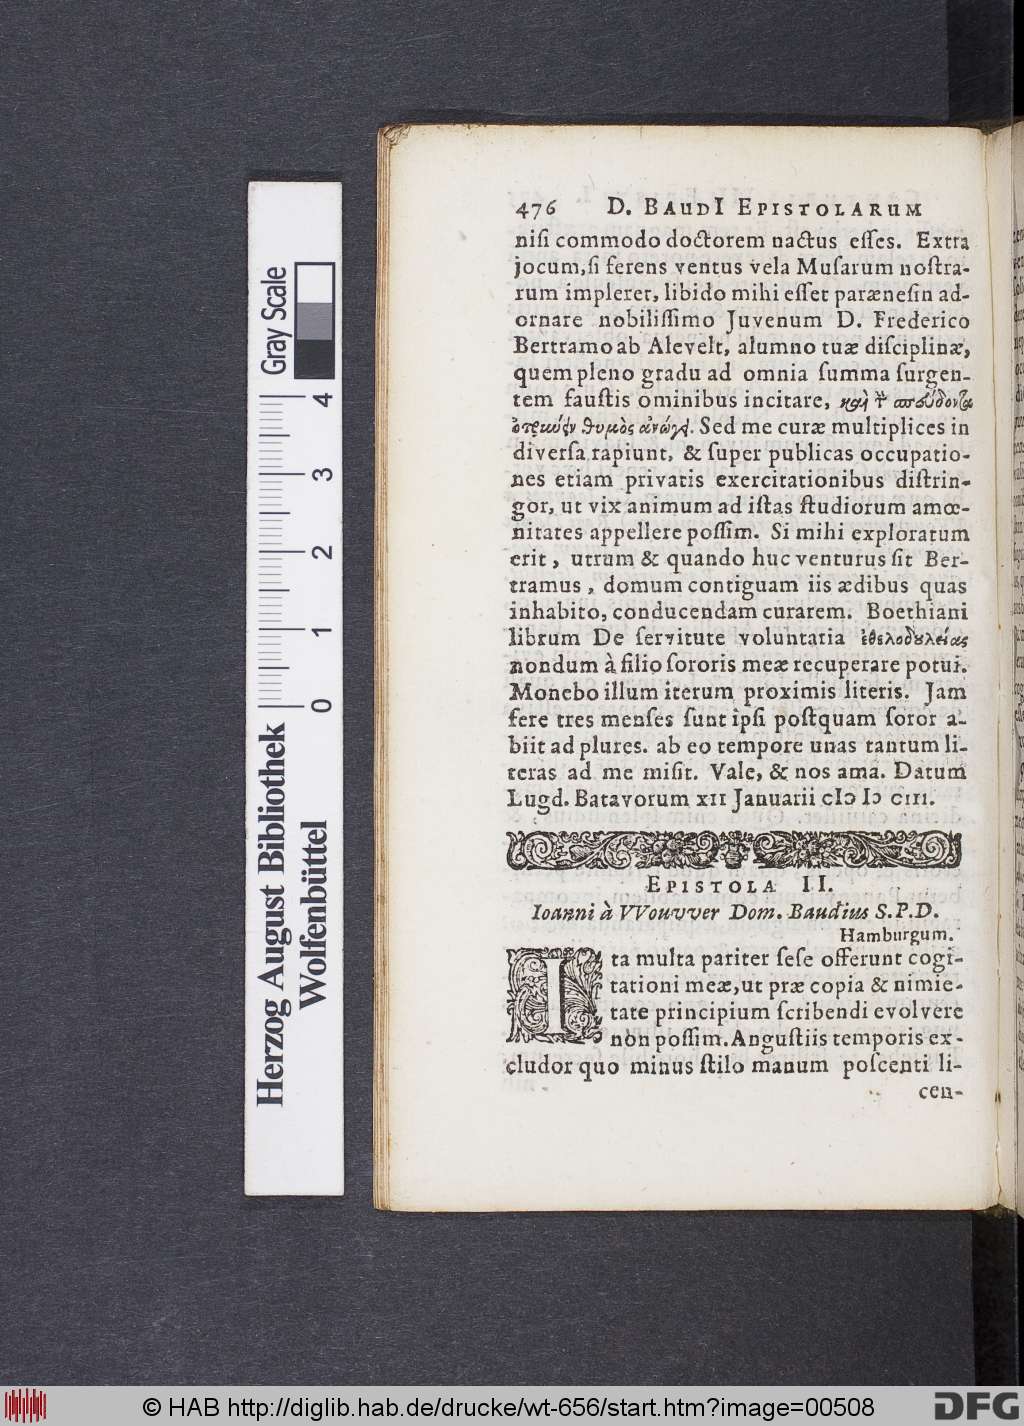 476 D. BAUDI EPISTOLARUM
nisi commodo doctorem nactus esses. Extra
jocum, si ferens ventus vela Musarum nostra-
rum impleret, libido mihi esset parænesin ad-
ornare nobilissimo Juvenum D. Frederico
Bertramo ab Alevelt, alumno tuæ disciplinæ,
quem pleno gradu ad omnia summa surgen-
tem faustis ominibus incitare, καὶ τ̀ σπεύδοντα
ὀτρυύειν θυμὸς ἀνώγει. Sed me curæ multiplices in
diversa rapiunt, & super publicas occupatio-
nes etiam privatis exercitationibus distrin-
gor, ut vix animum ad istas studiorum amœ-
nitates appellere possim. Si mihi exploratum
erit, utrum & quando huc venturus sit Ber-
tramus, domum contiguam iis ædibus quas
inhabito, conducendam curarem. Boethiani
librum De servitute voluntaria ἐθελοδουλείας
nondum à filio sororis meæ recuperare potui.
Monebo illum iterum proximis literis. Jam
fere tres menses sunt ipsi postquam soror a-
biit ad plures. ab eo tempore unas tantum li-
teras ad me misit. Vale, & nos ama. Datum
Lugd. Batavorum XII Januarii cIↃ IↃ CIII.
EPISTOLA II.
Ioanni à VVouvver Dom. Baudius S.P.D.
Hamburgum.
Ita multa pariter sese offerunt cogi-
tationi meæ, ut præ copia & nimie-
tate principium scribendi evolvere
non possim. Angustiis temporis ex-
cludor quo minus stilo manum poscenti li-
cen-
Gray Scale
0 1 2 3 4
Herzog August Bibliothek
Wolfenbüttel
© HAB http://diglib.hab.de/drucke/wt-656/start.htm?image=00508
DFG